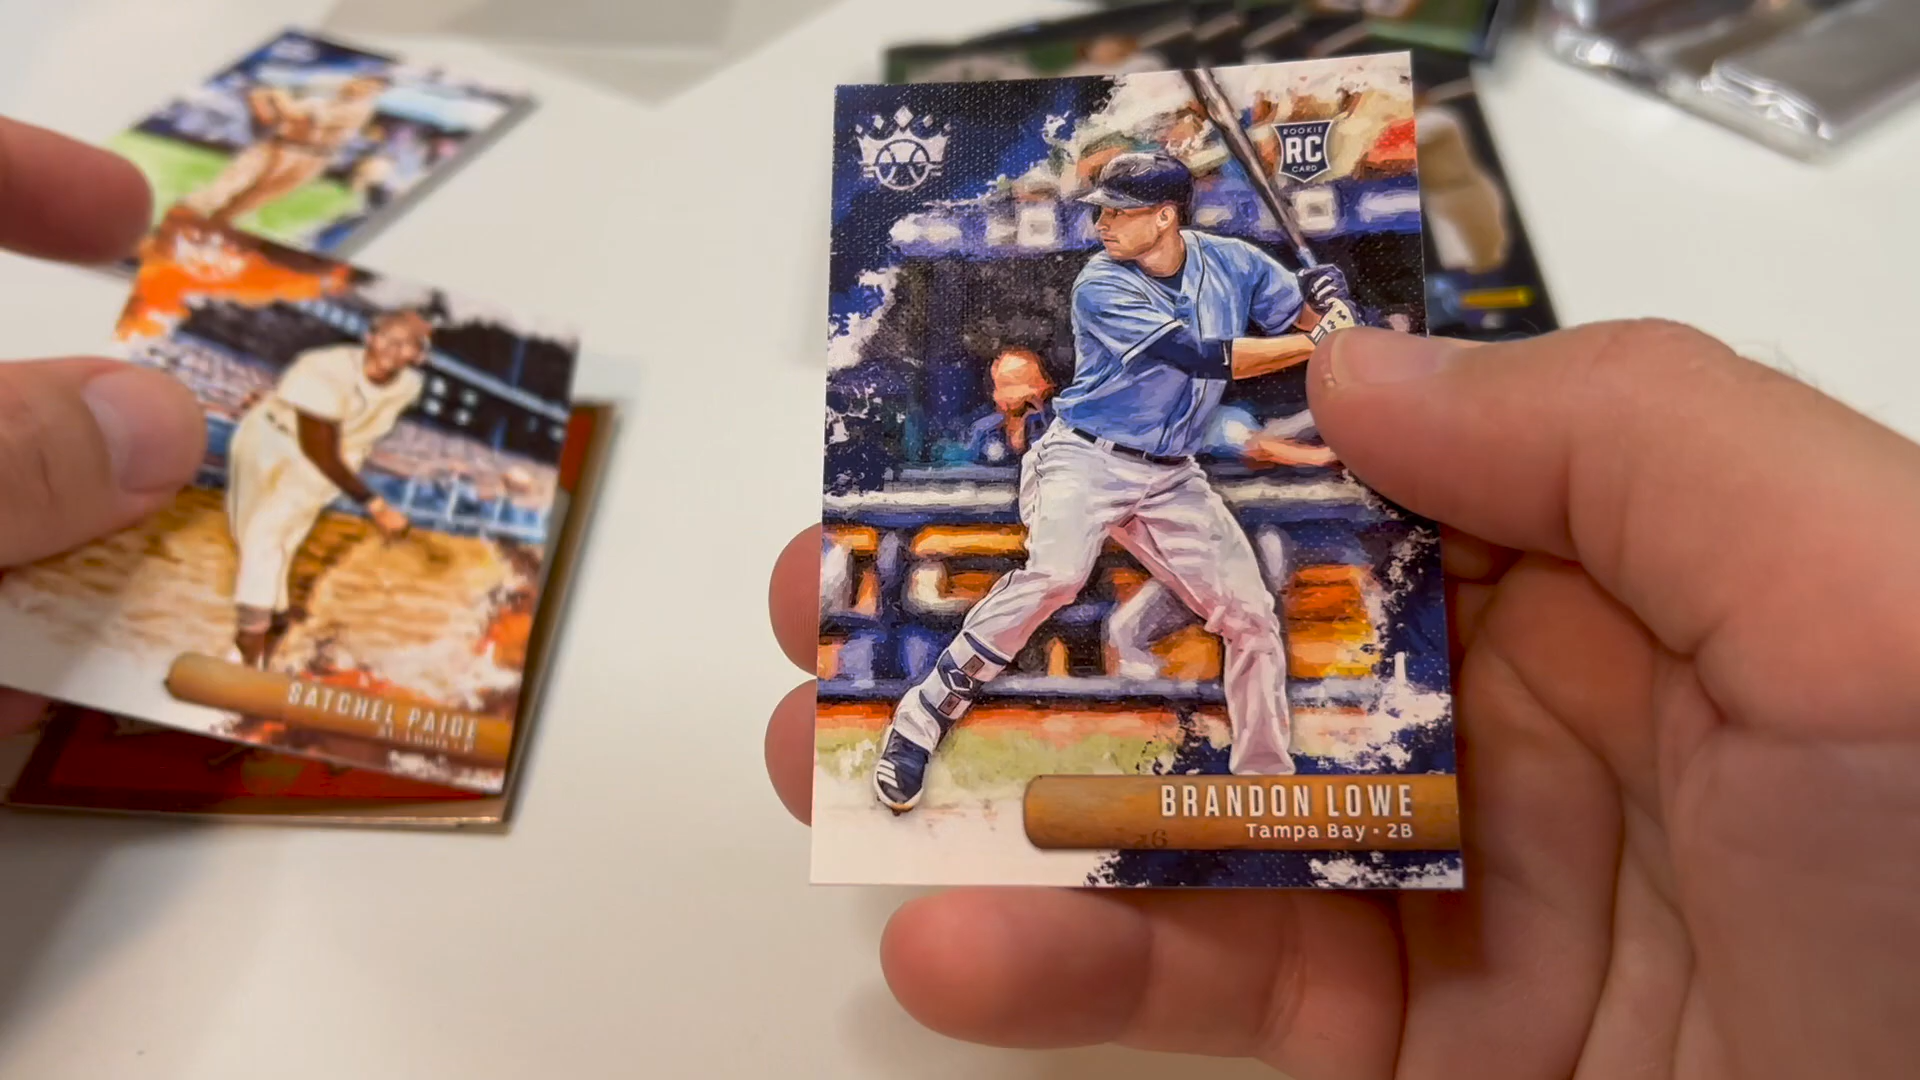 ROOKIE
RC
CARD
SATCHEL PAIGE
BRANDON LOWE
Tampa Bay • 2B